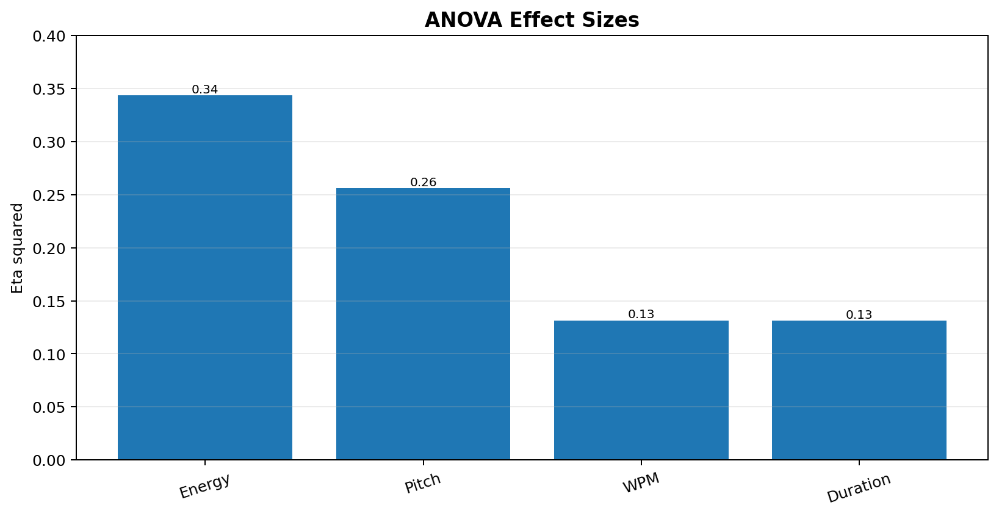 ANOVA Effect Sizes
0.40
0.35
0.30
0.25
0.20
0.15
0.10
0.05
0.00
Eta squared
0.34
0.26
0.13
0.13
Energy
Pitch
WPM
Duration